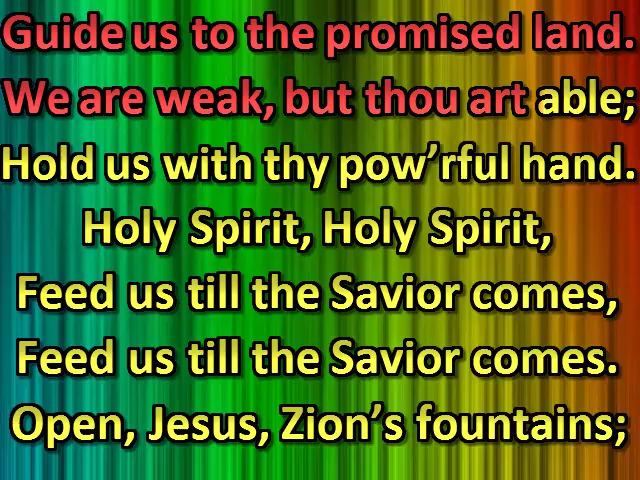 Guide us to the promised land.
We are weak, but thou art able;
Hold us with thy pow’rful hand.
Holy Spirit, Holy Spirit,
Feed us till the Savior comes,
Feed us till the Savior comes.
Open, Jesus, Zion’s fountains;